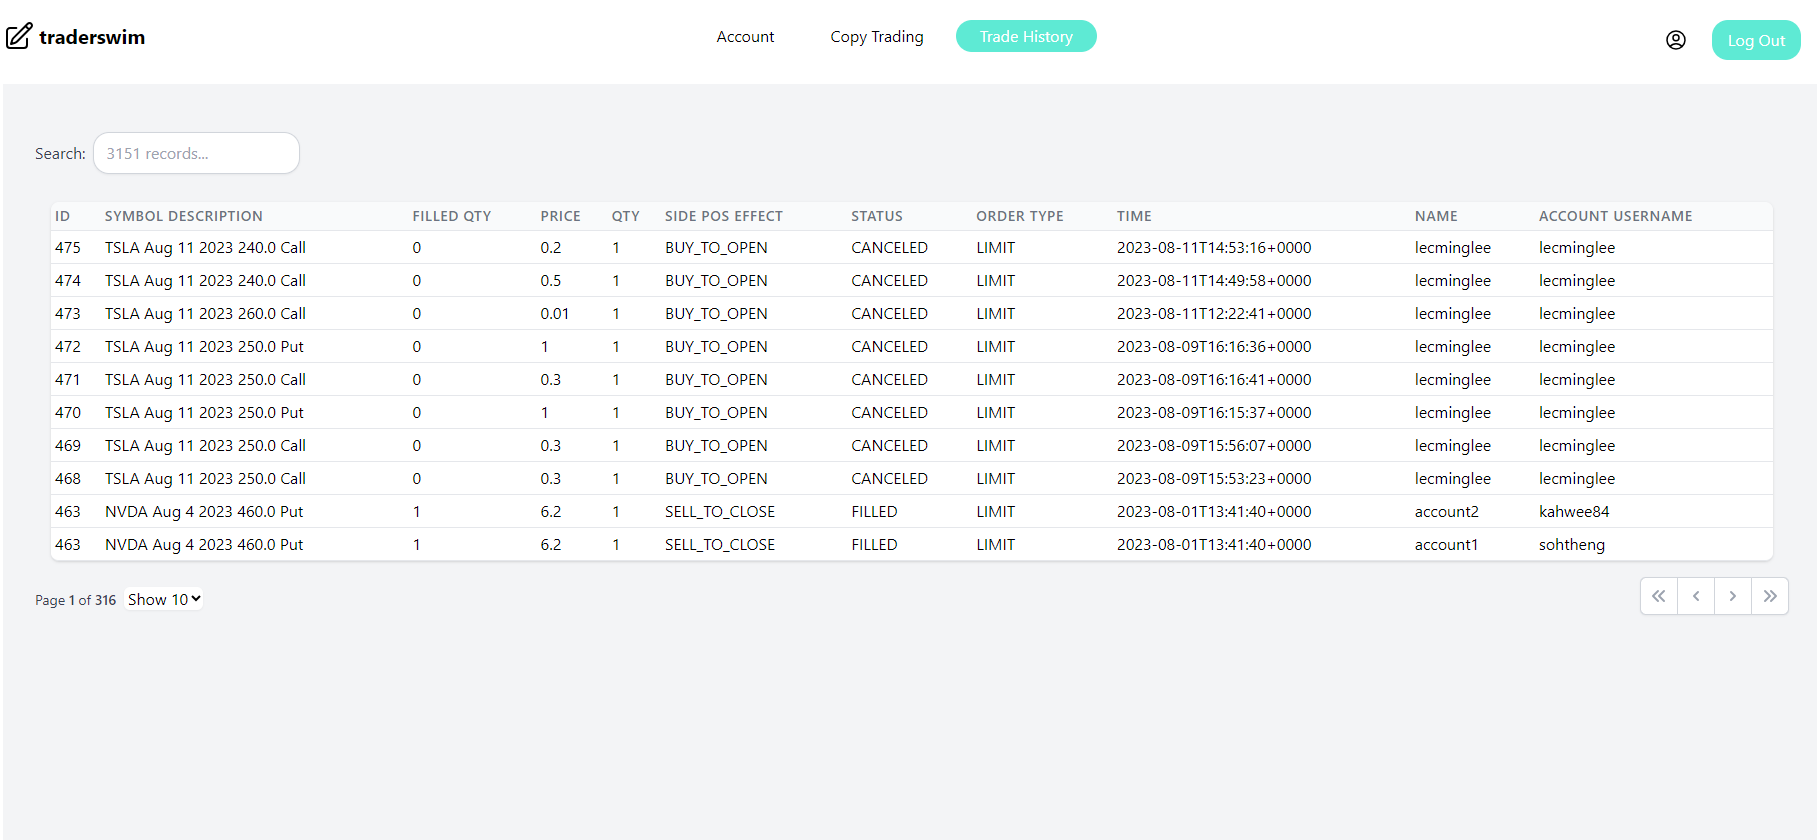 traderswim Account Copy Trading Trade History Log Out
Search: 3151 records...
ID SYMBOL DESCRIPTION FILLED QTY PRICE QTY SIDE POS EFFECT STATUS ORDER TYPE TIME NAME ACCOUNT USERNAME
475 TSLA Aug 11 2023 240.0 Call 0 0.2 1 BUY_TO_OPEN CANCELED LIMIT 2023-08-11T14:53:16+0000 lecminglee lecminglee
474 TSLA Aug 11 2023 240.0 Call 0 0.5 1 BUY_TO_OPEN CANCELED LIMIT 2023-08-11T14:49:58+0000 lecminglee lecminglee
473 TSLA Aug 11 2023 260.0 Call 0 0.01 1 BUY_TO_OPEN CANCELED LIMIT 2023-08-11T12:22:41+0000 lecminglee lecminglee
472 TSLA Aug 11 2023 250.0 Put 0 1 1 BUY_TO_OPEN CANCELED LIMIT 2023-08-09T16:16:36+0000 lecminglee lecminglee
471 TSLA Aug 11 2023 250.0 Call 0 0.3 1 BUY_TO_OPEN CANCELED LIMIT 2023-08-09T16:16:41+0000 lecminglee lecminglee
470 TSLA Aug 11 2023 250.0 Put 0 1 1 BUY_TO_OPEN CANCELED LIMIT 2023-08-09T16:15:37+0000 lecminglee lecminglee
469 TSLA Aug 11 2023 250.0 Call 0 0.3 1 BUY_TO_OPEN CANCELED LIMIT 2023-08-09T15:56:07+0000 lecminglee lecminglee
468 TSLA Aug 11 2023 250.0 Call 0 0.3 1 BUY_TO_OPEN CANCELED LIMIT 2023-08-09T15:53:23+0000 lecminglee lecminglee
463 NVDA Aug 4 2023 460.0 Put 1 6.2 1 SELL_TO_CLOSE FILLED LIMIT 2023-08-01T13:41:40+0000 account2 kahwee84
463 NVDA Aug 4 2023 460.0 Put 1 6.2 1 SELL_TO_CLOSE FILLED LIMIT 2023-08-01T13:41:40+0000 account1 sohtheng
Page 1 of 316 Show 10